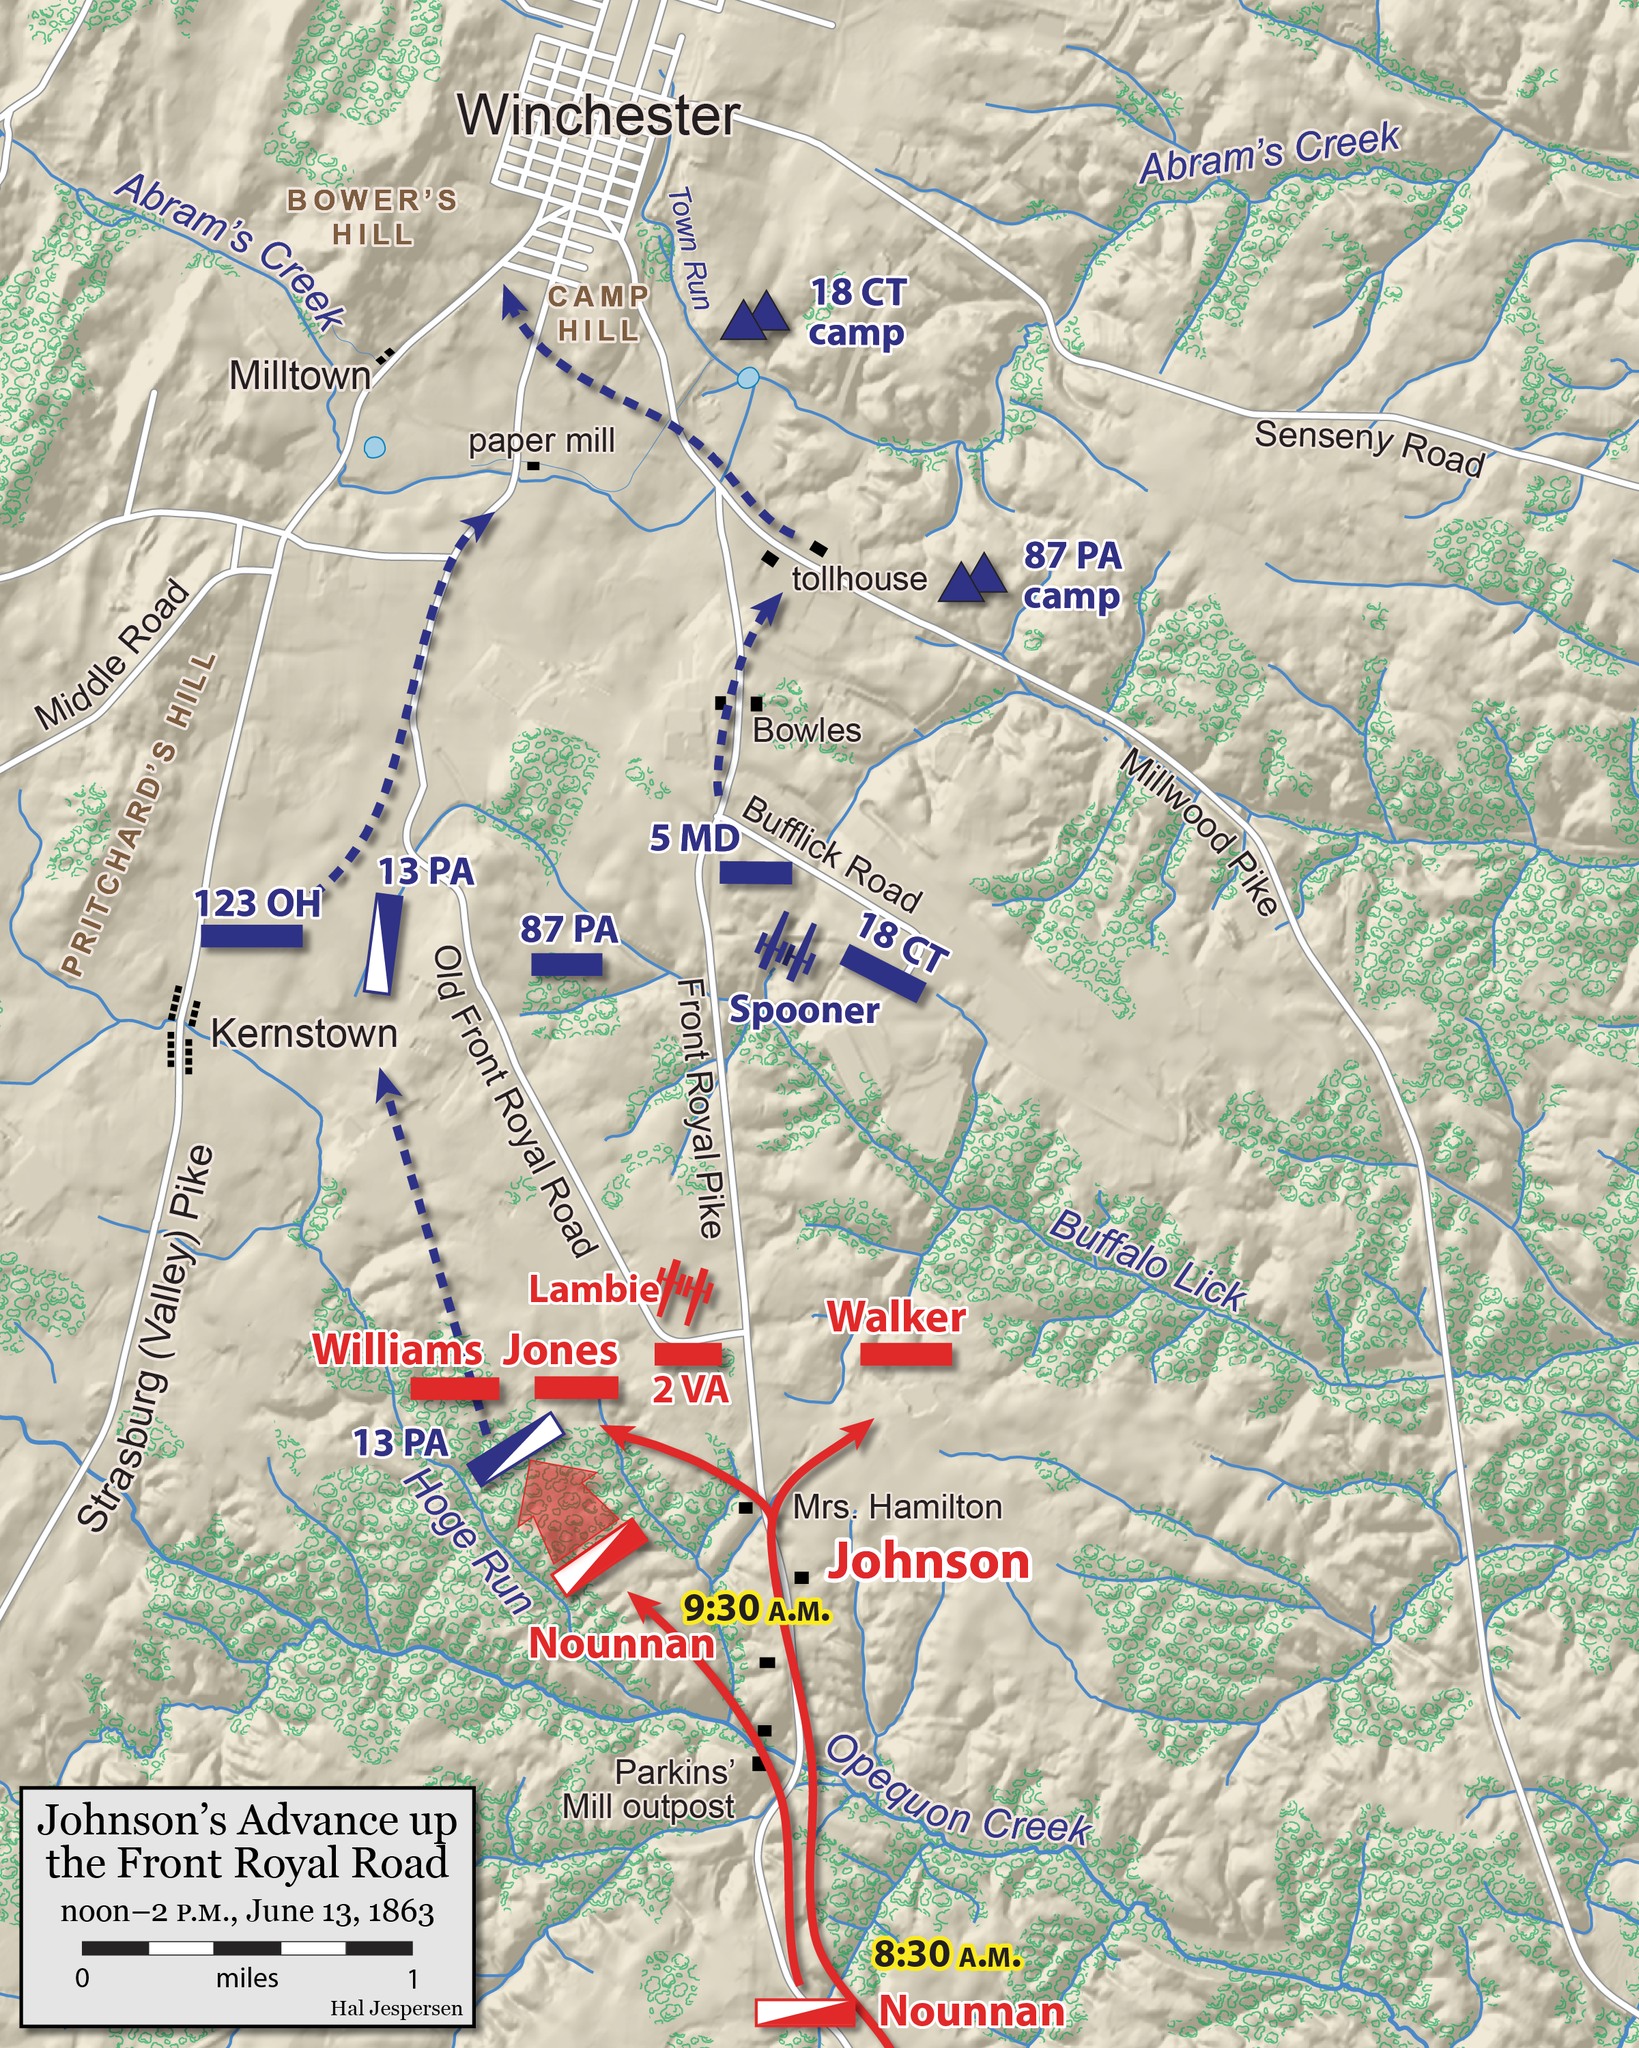 Winchester
Abram's Creek
BOWER'S
HILL
Abram's Creek
Town Run
CAMP
HILL
18 CT
camp
Milltown
paper mill
Senseny Road
tollhouse
87 PA
camp
Middle Road
PRITCHARD'S HILL
Bowles
Millwood Pike
Bufflick Road
5 MD
13 PA
123 OH
87 PA
18 CT
Spooner
Kernstown
Old Front Royal Road
Front Royal Pike
Strasburg (Valley) Pike
Buffalo Lick
Lambie
Walker
Williams
Jones
2 VA
13 PA
Hoge Run
Mrs. Hamilton
Johnson
9:30 A.M.
Nounnan
Parkins'
Mill outpost
Opequon Creek
8:30 A.M.
Nounnan
Johnson's Advance up
the Front Royal Road
noon–2 P.M., June 13, 1863
0 miles 1
Hal Jespersen